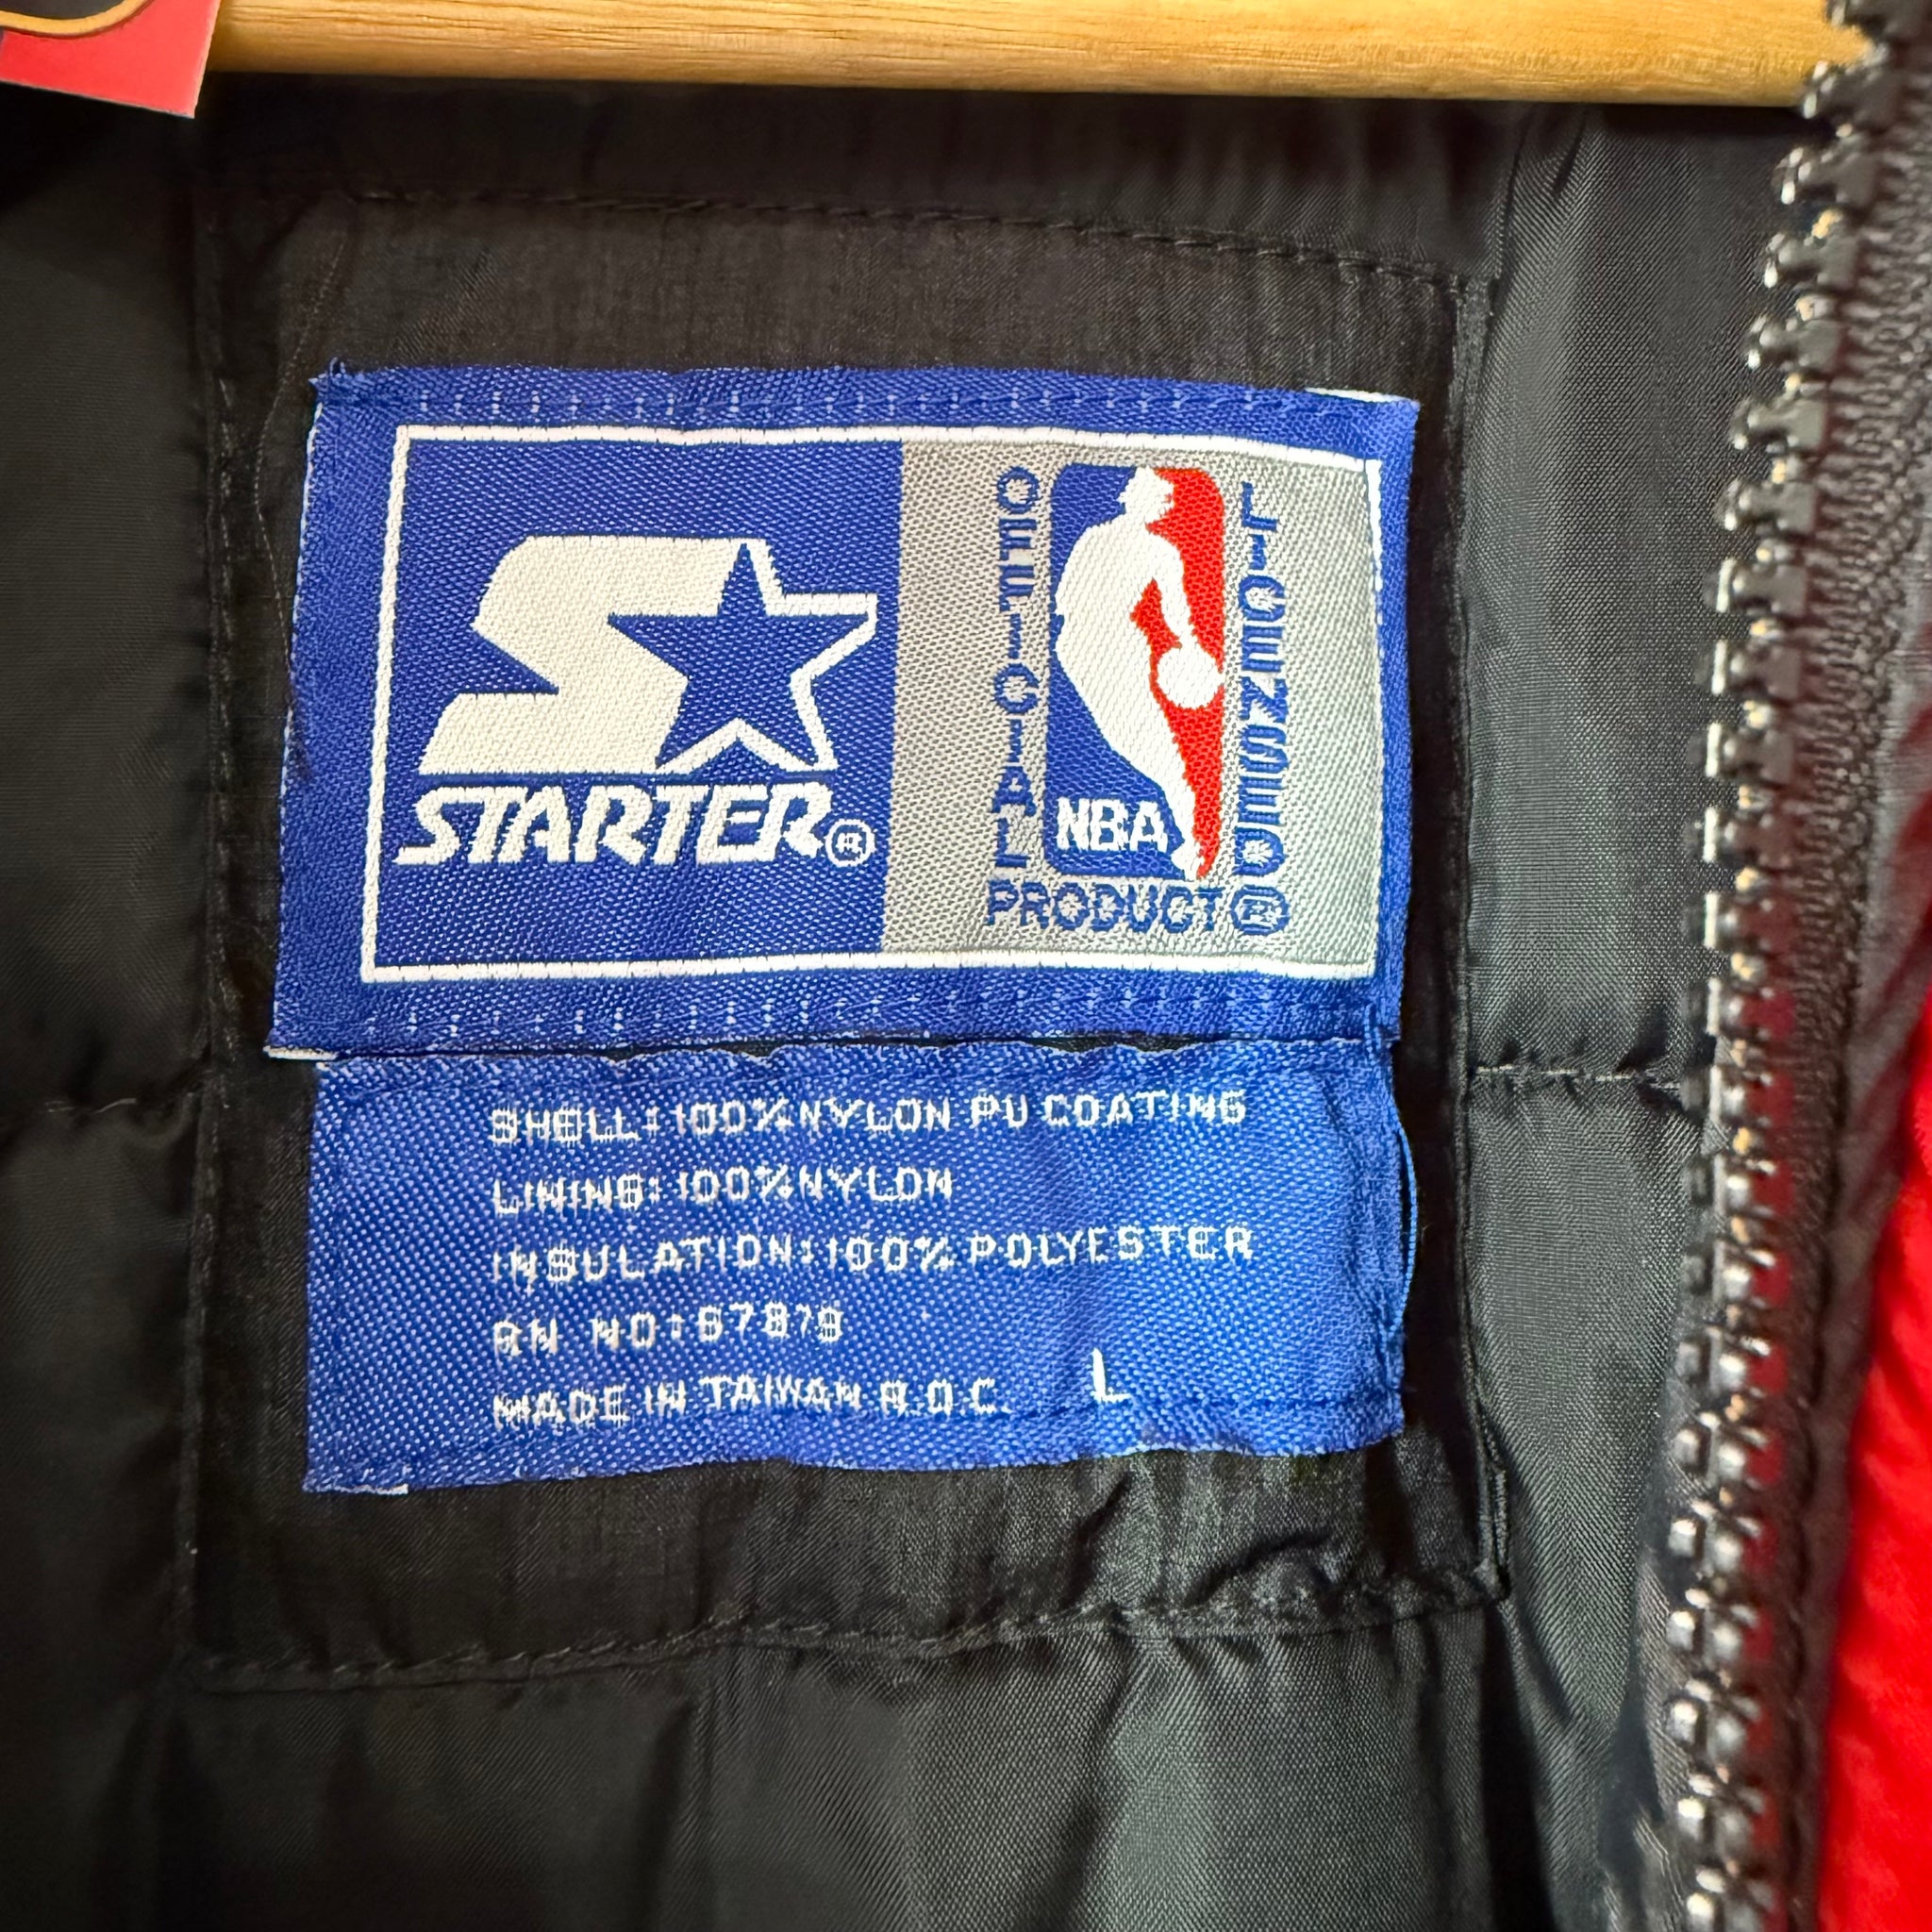 STARTER®
OFFICIAL
NBA
LICENSED
PRODUCT®
SHELL:100%NYLON PU COATING
LINING:100%NYLON
INSULATION:100% POLYESTER
RN NO:67879
MADE IN TAIWAN R.O.C. L